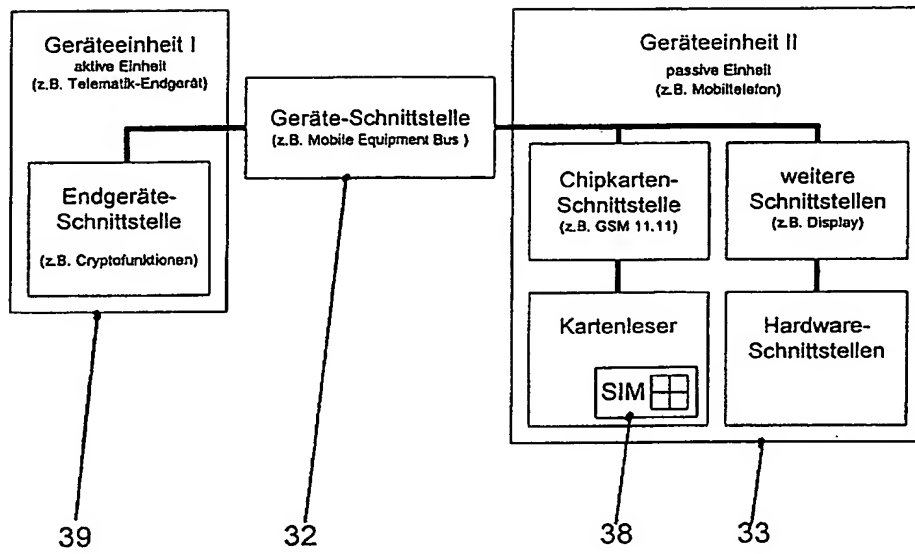 Geräteeinheit I
aktive Einheit
(z.B. Telematik-Endgerät)
Endgeräte-
Schnittstelle
(z.B. Cryptofunktionen)
Geräte-Schnittstelle
(z.B. Mobile Equipment Bus )
Geräteeinheit II
passive Einheit
(z.B. Mobiltelefon)
Chipkarten-
Schnittstelle
(z.B. GSM 11.11)
weitere
Schnittstellen
(z.B. Display)
Kartenleser
SIM
Hardware-
Schnittstellen
39
32
38
33